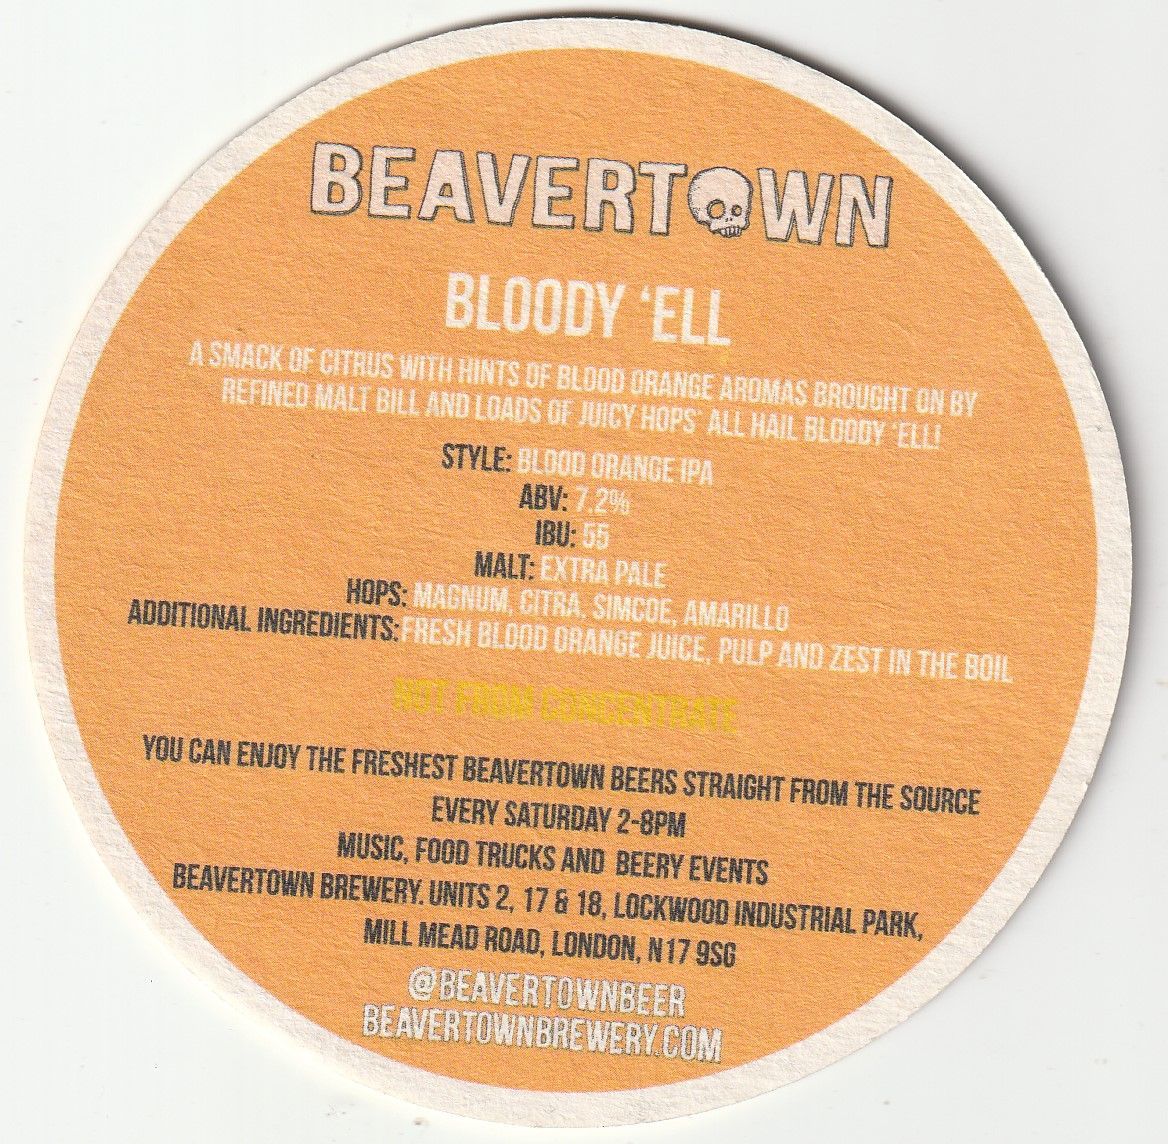 BEAVERTOWN
BLOODY 'ELL
A SMACK OF CITRUS WITH HINTS OF BLOOD ORANGE AROMAS BROUGHT ON BY
REFINED MALT BILL AND LOADS OF JUICY HOPS* ALL HAIL BLOODY 'ELL!
STYLE: BLOOD ORANGE IPA
ABV: 7.2%
IBU: 55
MALT: EXTRA PALE
HOPS: MAGNUM, CITRA, SIMCOE, AMARILLO
ADDITIONAL INGREDIENTS: FRESH BLOOD ORANGE JUICE, PULP AND ZEST IN THE BOIL
NOT FROM CONCENTRATE
YOU CAN ENJOY THE FRESHEST BEAVERTOWN BEERS STRAIGHT FROM THE SOURCE
EVERY SATURDAY 2-8PM
MUSIC, FOOD TRUCKS AND BEERY EVENTS
BEAVERTOWN BREWERY. UNITS 2, 17 & 18, LOCKWOOD INDUSTRIAL PARK,
MILL MEAD ROAD, LONDON, N17 9SG
@BEAVERTOWNBEER
BEAVERTOWNBREWERY.COM